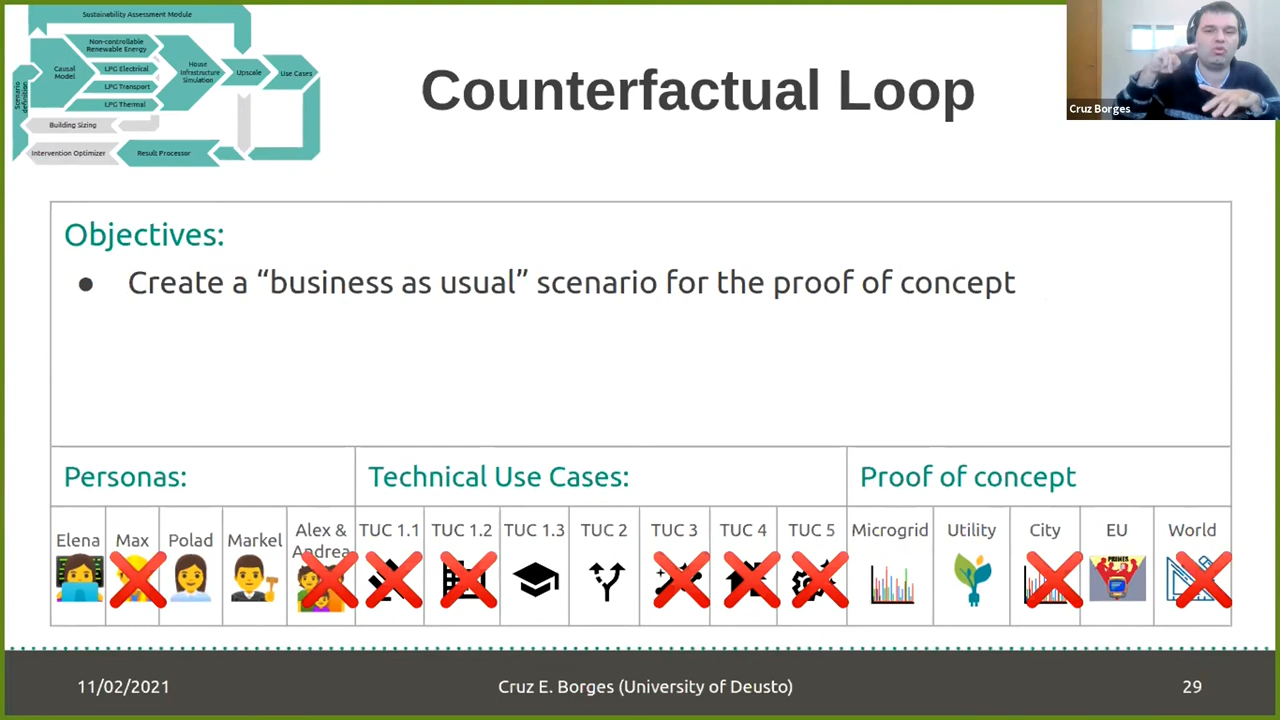 Sustainability Assessment Module
Non-controllable
Renewable Energy
Causal
Model
LPG Electrical
LPG Transport
LPG Thermal
House
Infrastructure
Simulation
Upscale
Use Cases
Scenario
definition
Building Sizing
Intervention Optimizer
Result Processor
Counterfactual Loop
Cruz Borges
Objectives:
● Create a “business as usual” scenario for the proof of concept
Personas:
Technical Use Cases:
Proof of concept
Elena
Max
Polad
Markel
Alex &
Andrea
TUC 1.1
TUC 1.2
TUC 1.3
TUC 2
TUC 3
TUC 4
TUC 5
Microgrid
Utility
City
EU
World
PRIMES
11/02/2021
Cruz E. Borges (University of Deusto)
29